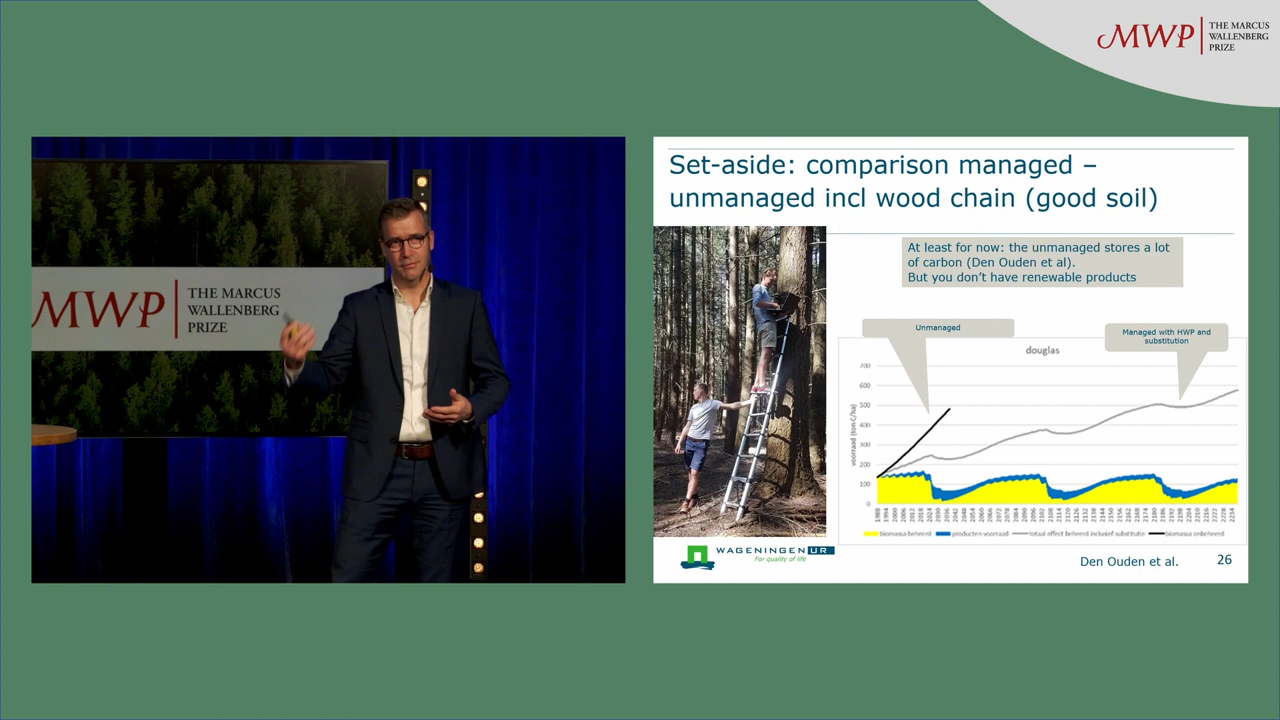 MWP
THE MARCUS
WALLENBERG
PRIZE
MWP
THE MARCUS
WALLENBERG
PRIZE
Set-aside: comparison managed –
unmanaged incl wood chain (good soil)
At least for now: the unmanaged stores a lot
of carbon (Den Ouden et al).
But you don't have renewable products
Unmanaged
Managed with HWP and
substitution
douglas
voorraad (ton C/ha)
700
600
500
400
300
200
100
0
biomassa beheerd
producten voorraad
totaal effect beheerd inclusief substitutie
biomassa onbeheerd
WAGENINGEN UR
For quality of life
Den Ouden et al.
26